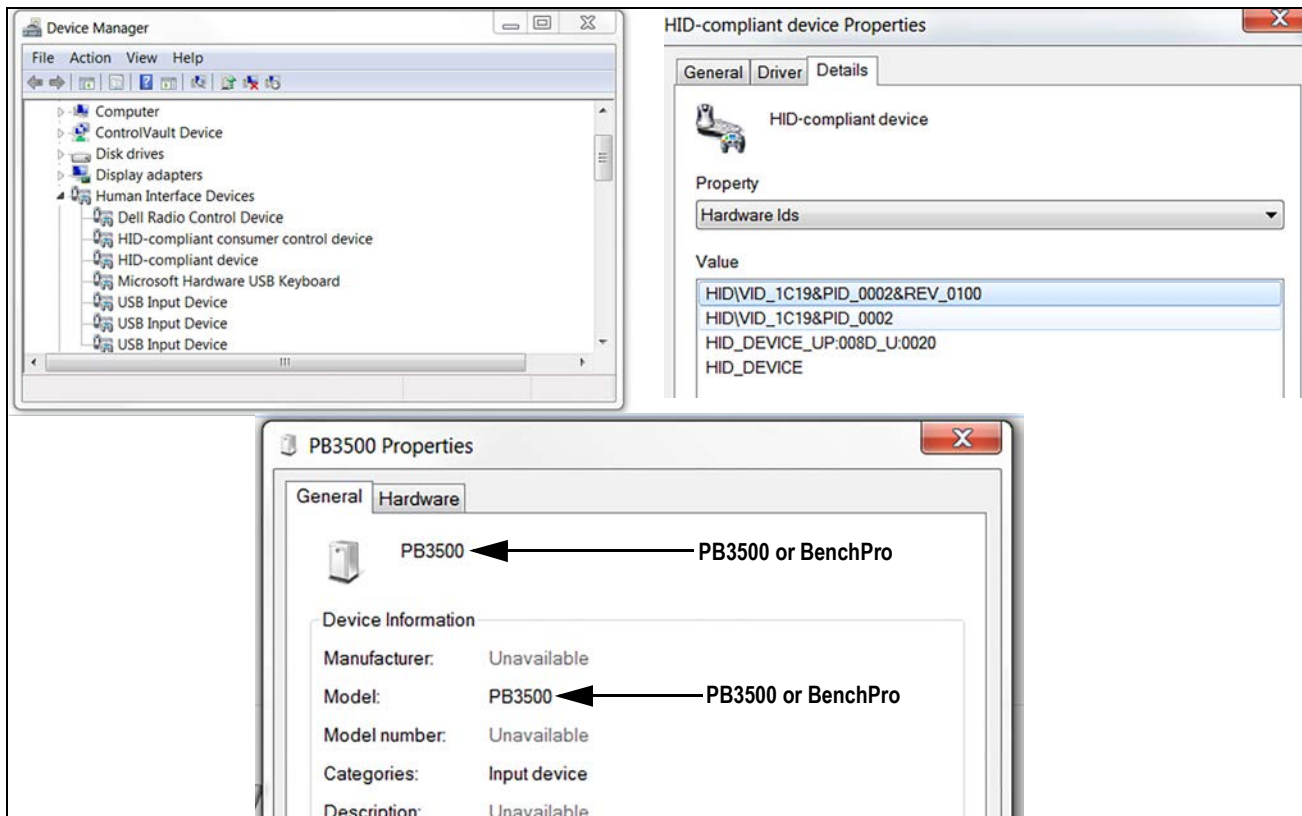 Device Manager
File Action View Help
Computer
ControlVault Device
Disk drives
Display adapters
Human Interface Devices
Dell Radio Control Device
HID-compliant consumer control device
HID-compliant device
Microsoft Hardware USB Keyboard
USB Input Device
USB Input Device
USB Input Device
HID-compliant device Properties
General Driver Details
HID-compliant device
Property
Hardware Ids
Value
HID\VID_1C19&PID_0002&REV_0100
HID\VID_1C19&PID_0002
HID_DEVICE_UP:008D_U:0020
HID_DEVICE
PB3500 Properties
General Hardware
PB3500 PB3500 or BenchPro
Device Information
Manufacturer: Unavailable
Model: PB3500 PB3500 or BenchPro
Model number: Unavailable
Categories: Input device
Description: Unavailable